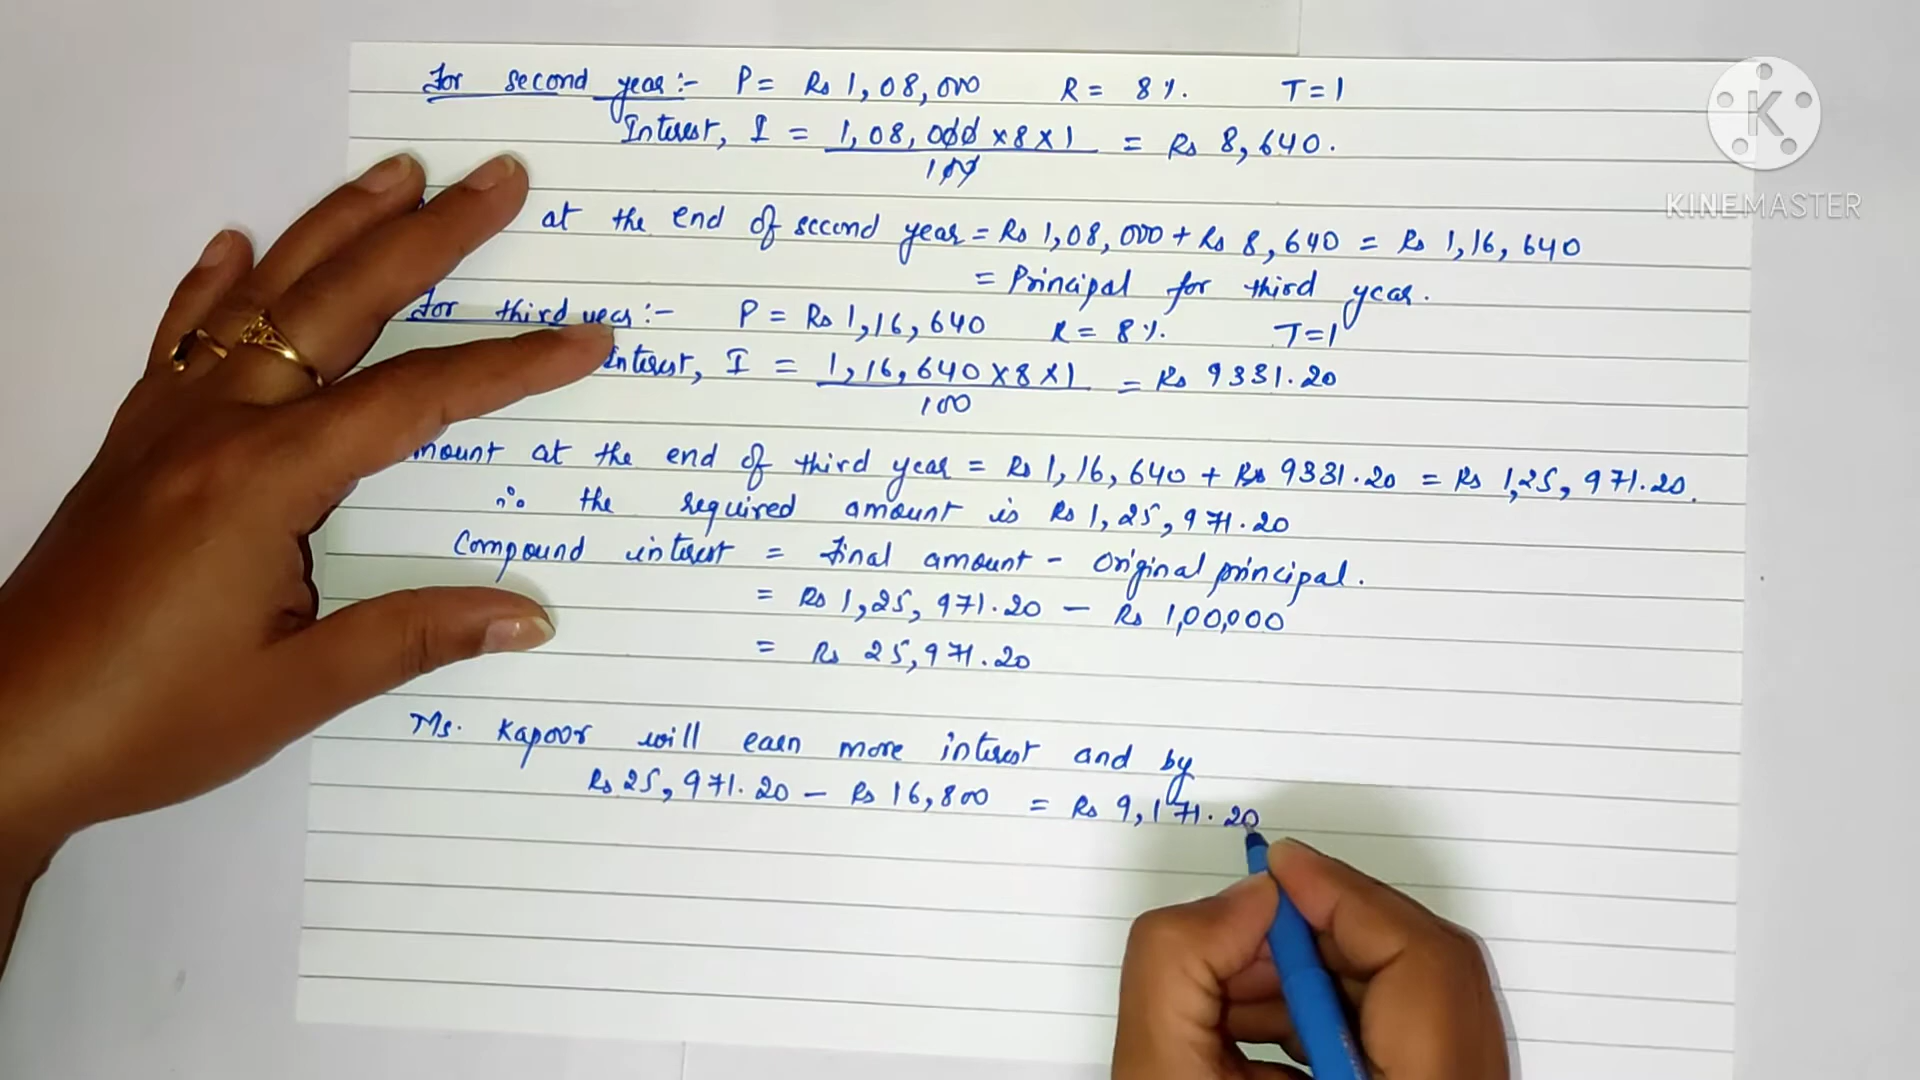 For second year:- P = Rs 1,08,000 R = 8%. T=1
Interest, I = 1,08,000 x 8 x 1 = Rs 8,640.
100
at the end of second year = Rs 1,08,000 + Rs 8,640 = Rs 1,16,640
= Principal for third year.
For third year:- P = Rs 1,16,640 R = 8%. T=1
Interest, I = 1,16,640 x 8 x 1 = Rs 9331.20
100
mount at the end of third year = Rs 1,16,640 + Rs 9331.20 = Rs 1,25,971.20.
∴ the required amount is Rs 1,25,971.20
Compound interest = final amount - original principal.
= Rs 1,25,971.20 - Rs 1,00,000
= Rs 25,971.20
Ms. Kapoor will earn more interest and by
Rs 25,971.20 - Rs 16,800 = Rs 9,171.20
K
KINEMASTER